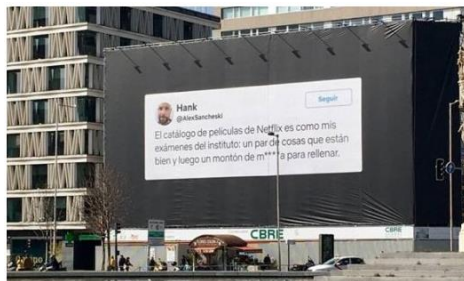 Hank
@AlexSancheski
Seguir
El catálogo de peliculas de Netflix es como mis
exámenes del instituto: un par de cosas que están
bien y luego un montón de m****a para rellenar.
CBRE
CBRE